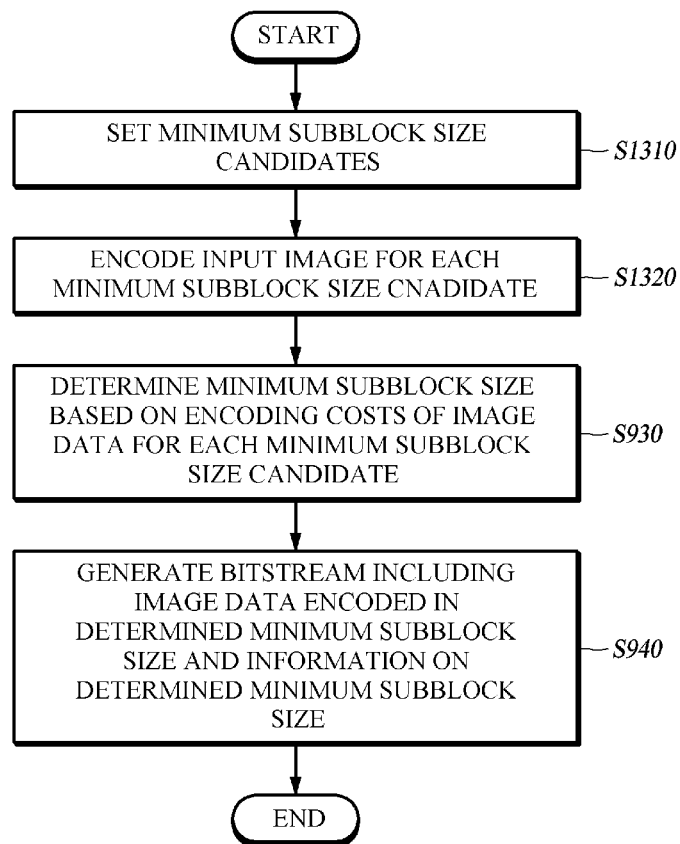 START
SET MINIMUM SUBBLOCK SIZE
CANDIDATES
S1310
ENCODE INPUT IMAGE FOR EACH
MINIMUM SUBBLOCK SIZE CNADIDATE
S1320
DETERMINE MINIMUM SUBBLOCK SIZE
BASED ON ENCODING COSTS OF IMAGE
DATA FOR EACH MINIMUM SUBBLOCK
SIZE CANDIDATE
S930
GENERATE BITSTREAM INCLUDING
IMAGE DATA ENCODED IN
DETERMINED MINIMUM SUBBLOCK
SIZE AND INFORMATION ON
DETERMINED MINIMUM SUBBLOCK
SIZE
S940
END